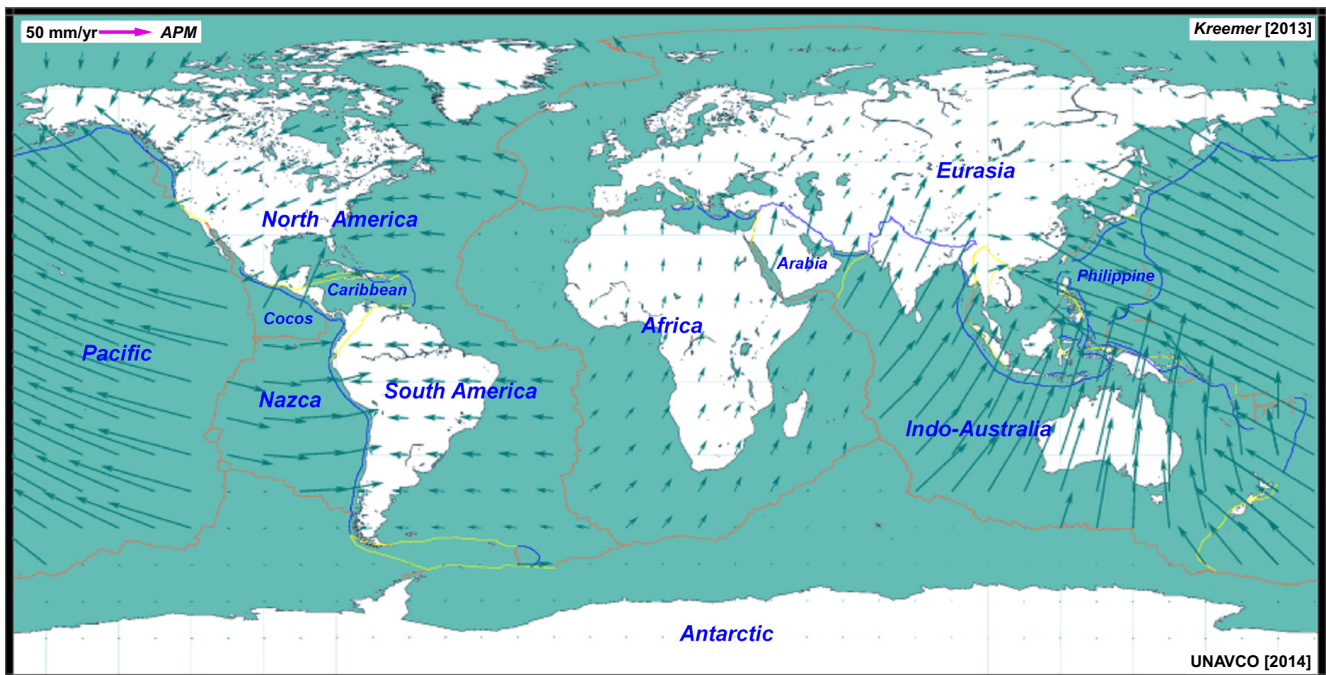 50 mm/yr APM
Kreemer [2013]
Eurasia
North America
Arabia
Philippine
Caribbean
Cocos
Africa
Pacific
South America
Nazca
Indo-Australia
Antarctic
UNAVCO [2014]